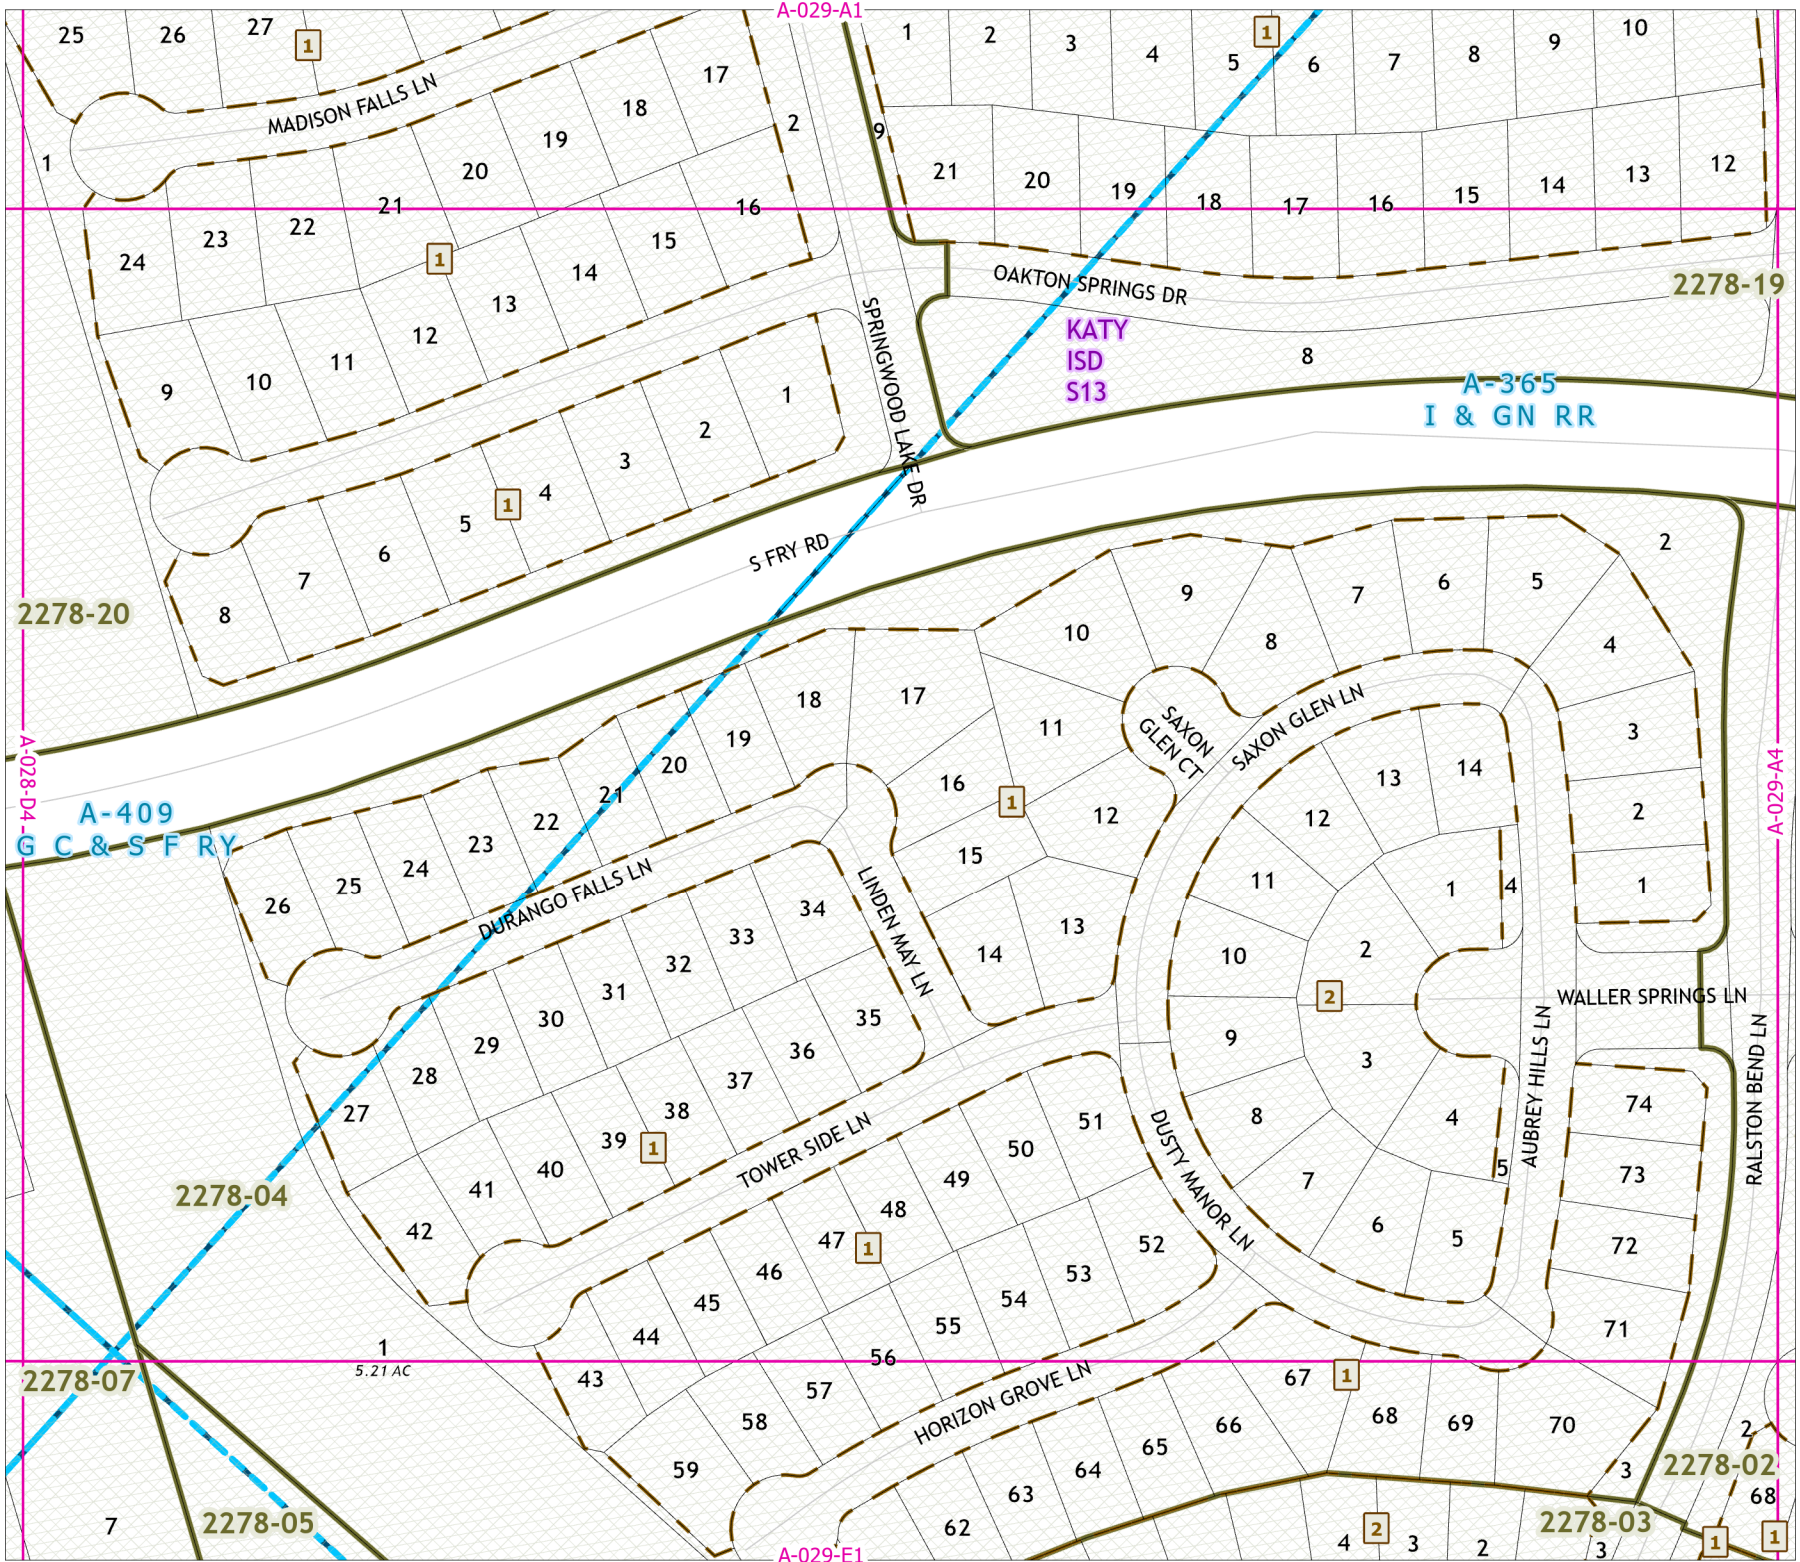 A-029-A1
25 26 27 1
MADISON FALLS LN
17 18 19 20 21 22 23 24
1 2 9
1 2 3 4 5 6 7 8 9 10
1
21 20 19 18 17 16 15 14 13 12
16 15 14 13 12 11 10 9
1
OAKTON SPRINGS DR
2278-19
SPRINGWOOD LAKE DR
KATY
ISD
S13
8
A-365
I & GN RR
1 2 3 4 5 6 7 8
1
S FRY RD
2278-20
A-028-D4
A-409
G C & S F RY
A-029-A4
2
10 9 8 7 6 5 4 3 2 1
SAXON
GLEN CT
SAXON GLEN LN
18 17 11 16 12 15 14 13
1
19 20 21 22 23 24 25 26
DURANGO FALLS LN
LINDEN MAY LN
34 33 32 31 30 29 28 27
35 36 37 38 39 40 41 42
1
14 13 12 11 10 9 8 7 6 5
1 4 2 3 4 5
2
WALLER SPRINGS LN
AUBREY HILLS LN
RALSTON BEND LN
DUSTY MANOR LN
TOWER SIDE LN
74 73 72 71
51 50 49 48 47 46 45 44 43
1
52 53 54 55 56 57 58 59
2278-04
1
5.21 AC
2278-07
HORIZON GROVE LN
67 1
62 63 64 65 66 68 69 70
3 2
2278-02
68
2278-05
7
2278-03
4 2 3 2 3 1 1
A-029-E1